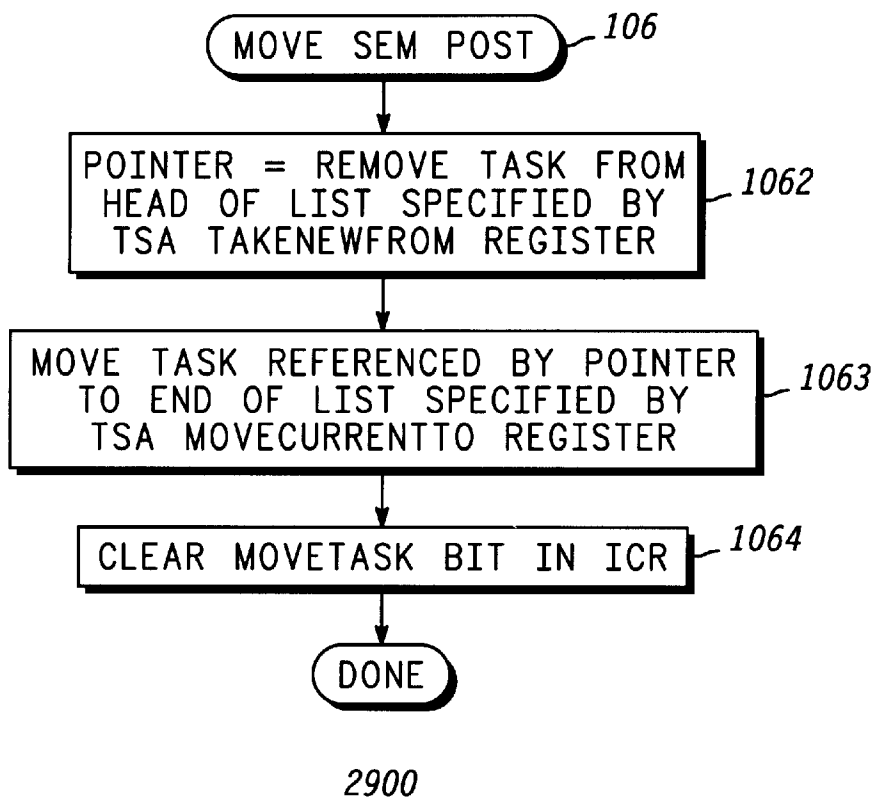 MOVE SEM POST
106
POINTER = REMOVE TASK FROM
HEAD OF LIST SPECIFIED BY
TSA TAKENEWFROM REGISTER
1062
MOVE TASK REFERENCED BY POINTER
TO END OF LIST SPECIFIED BY
TSA MOVECURRENTTO REGISTER
1063
CLEAR MOVETASK BIT IN ICR
1064
DONE
2900